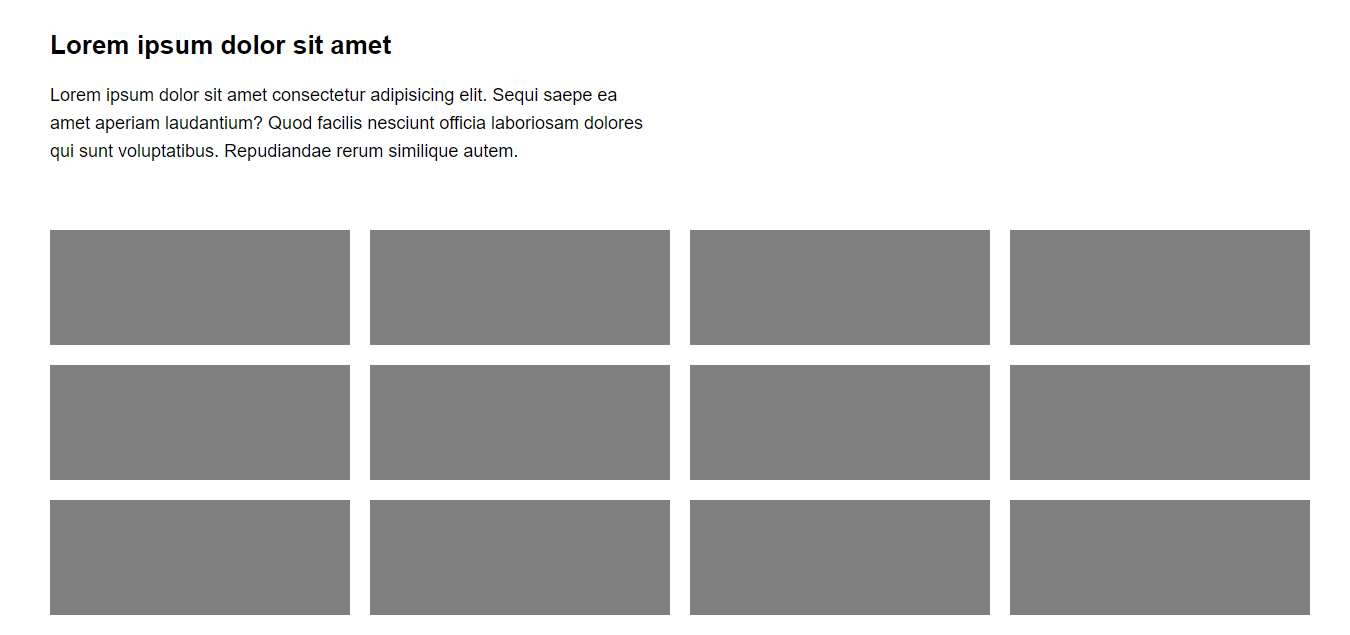 Lorem ipsum dolor sit amet
Lorem ipsum dolor sit amet consectetur adipisicing elit. Sequi saepe ea
amet aperiam laudantium? Quod facilis nesciunt officia laboriosam dolores
qui sunt voluptatibus. Repudiandae rerum similique autem.